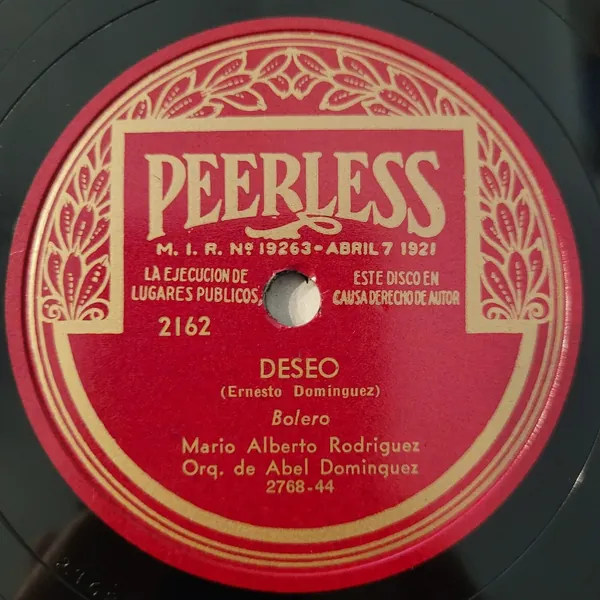 PEERLESS
M. I. R. Nº 19263 - ABRIL 7 1921
LA EJECUCION DE
LUGARES PUBLICOS,
ESTE DISCO EN
CAUSA DERECHO DE AUTOR
2162
DESEO
(Ernesto Domínguez)
Bolero
Mario Alberto Rodriguez
Orq. de Abel Dominguez
2768-44